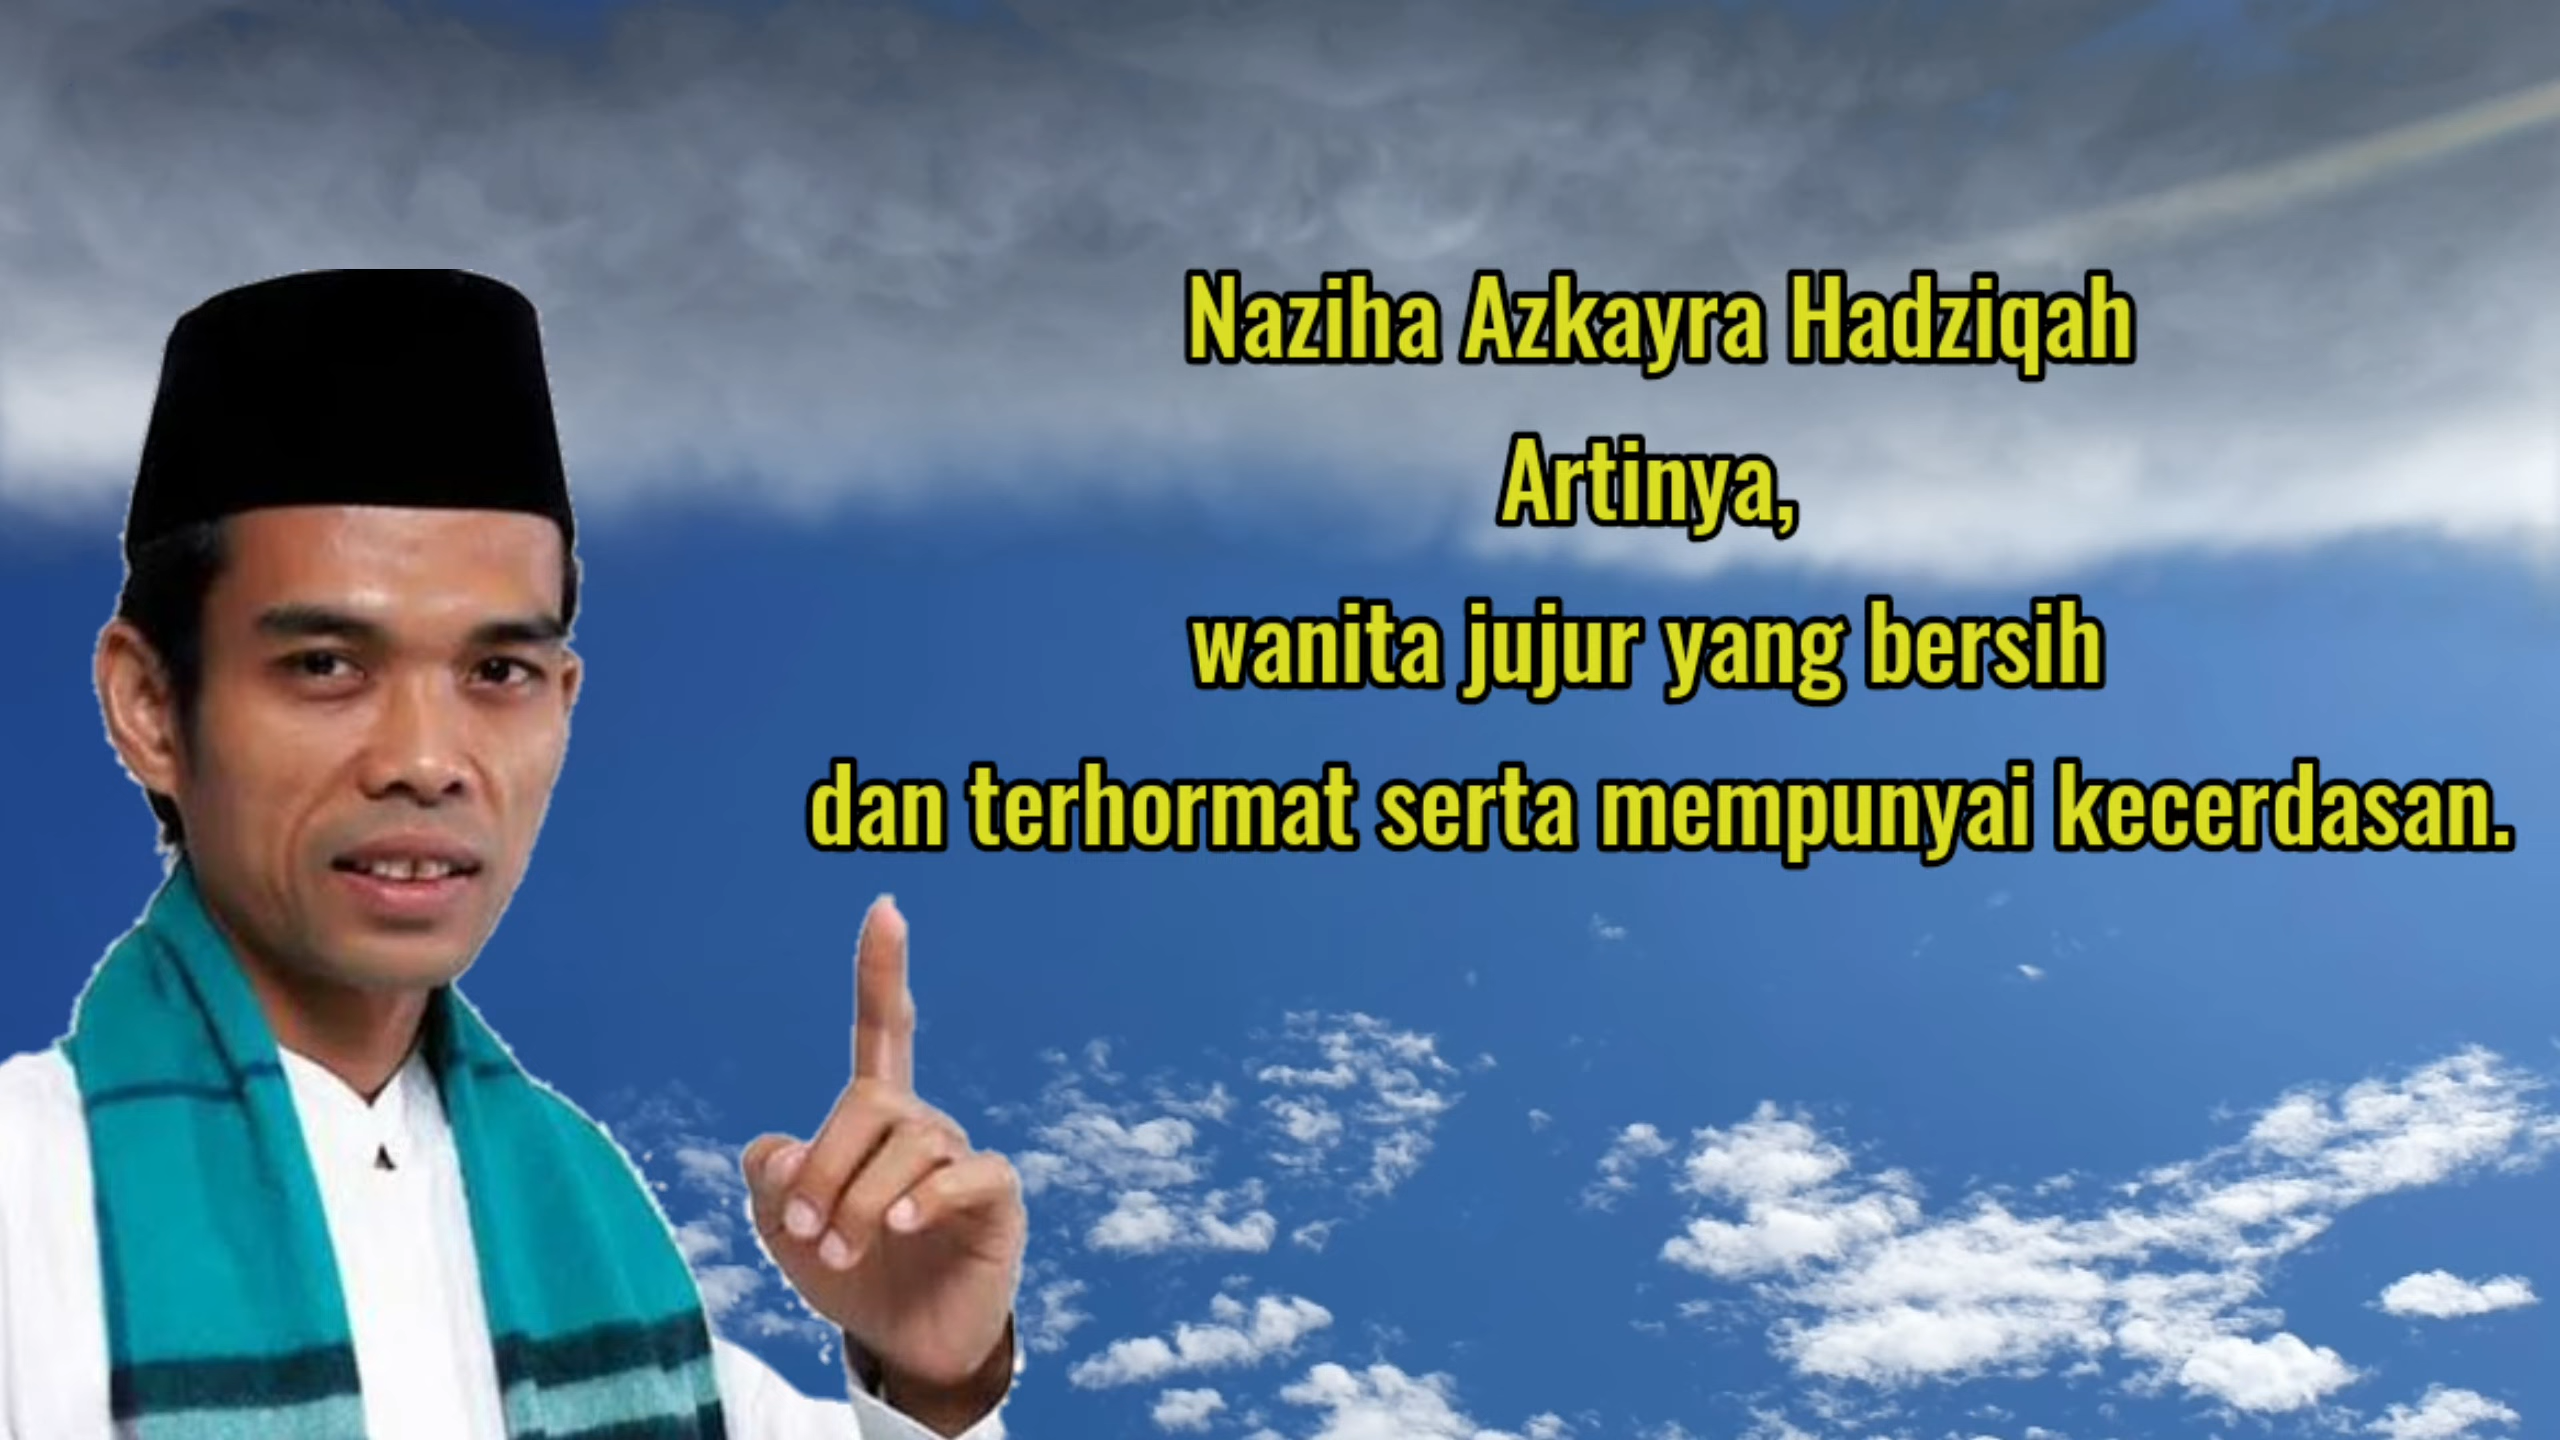 Naziha Azkayra Hadziqah
Artinya,
wanita jujur yang bersih
dan terhormat serta mempunyai kecerdasan.